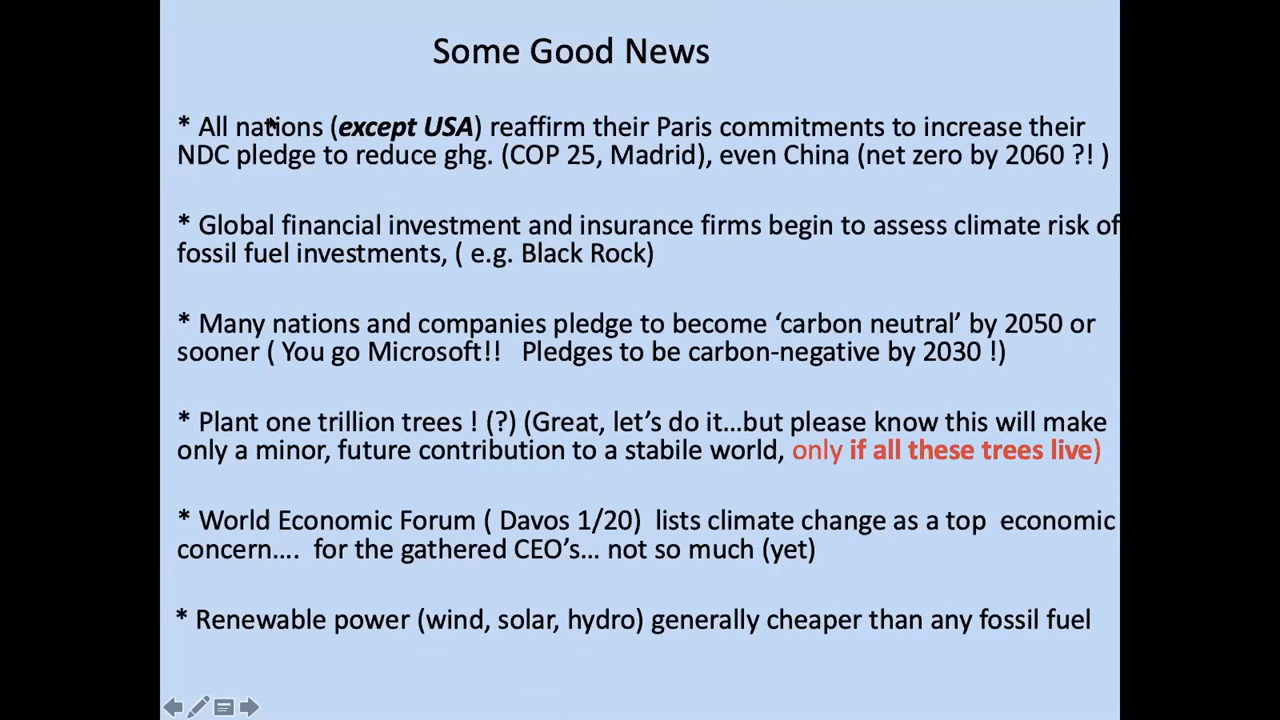 Some Good News
* All nations (except USA) reaffirm their Paris commitments to increase their
NDC pledge to reduce ghg. (COP 25, Madrid), even China (net zero by 2060 ?! )
* Global financial investment and insurance firms begin to assess climate risk of
fossil fuel investments, ( e.g. Black Rock)
* Many nations and companies pledge to become ‘carbon neutral’ by 2050 or
sooner ( You go Microsoft!!   Pledges to be carbon-negative by 2030 !)
* Plant one trillion trees ! (?) (Great, let’s do it…but please know this will make
only a minor, future contribution to a stabile world, only if all these trees live)
* World Economic Forum ( Davos 1/20)  lists climate change as a top  economic
concern….  for the gathered CEO’s… not so much (yet)
* Renewable power (wind, solar, hydro) generally cheaper than any fossil fuel